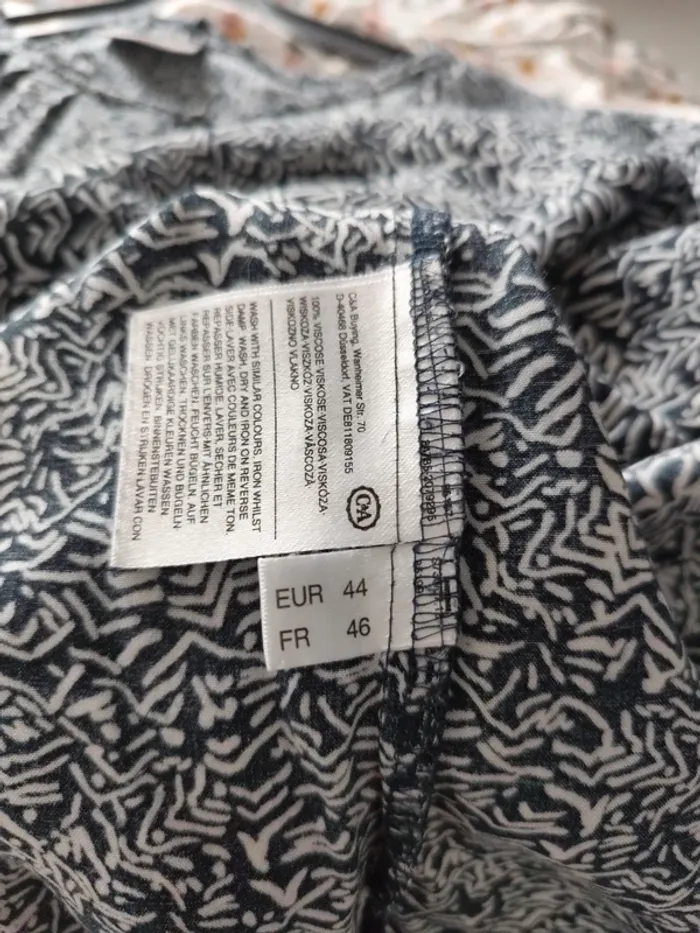 C&A Buying, Wanheimer Str. 70
D-40468 Düsseldorf, VAT DE811809155
C&A
100% VISCOSE·VISKOSE·VISCOSA·VISKÓZA·
WISKOZA·VISZKÓZ·VISKOZA·VÂSCOZĂ
VISKOZNO VLAKNO
WASH WITH SIMILAR COLOURS. IRON WHILST
DAMP. WASH, DRY AND IRON ON REVERSE
SIDE·LAVER AVEC COULEURS DE MEME TON.
REPASSER HUMIDE. LAVER, SECHER ET
REPASSER SUR L'ENVERS·MIT ÄHNLICHEN
FARBEN WASCHEN. FEUCHT BÜGELN. AUF
LINKS WASCHEN, TROCKNEN UND BÜGELN·
MET GELIJKAARDIGE KLEUREN WASSEN.
VOCHTIG STRIJKEN. BINNENSTEBUITEN
WASSEN, DROGEN EN STRIJKEN·LAVAR CON
EUR 44
FR 46